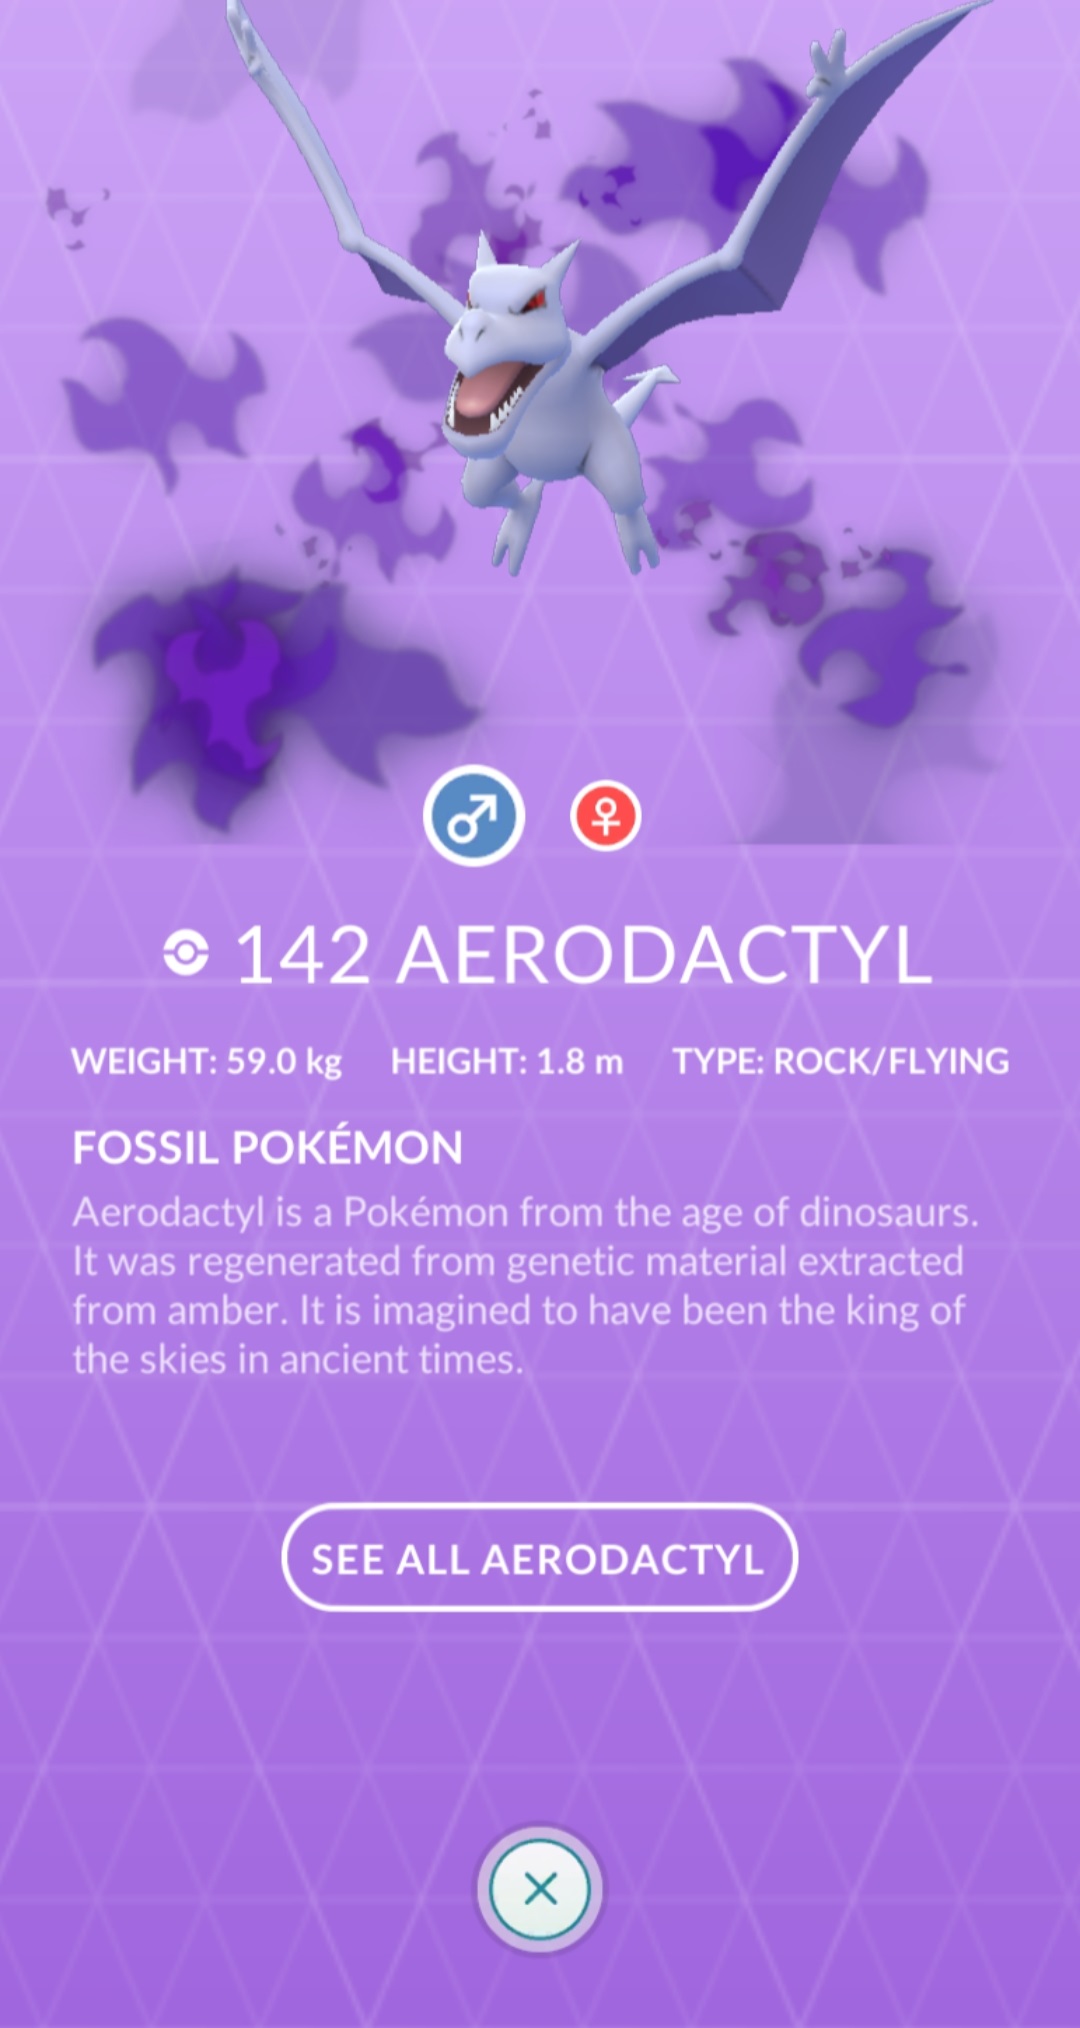 142 AERODACTYL
WEIGHT: 59.0 kg HEIGHT: 1.8 m TYPE: ROCK/FLYING
FOSSIL POKÉMON
Aerodactyl is a Pokémon from the age of dinosaurs.
It was regenerated from genetic material extracted
from amber. It is imagined to have been the king of
the skies in ancient times.
SEE ALL AERODACTYL